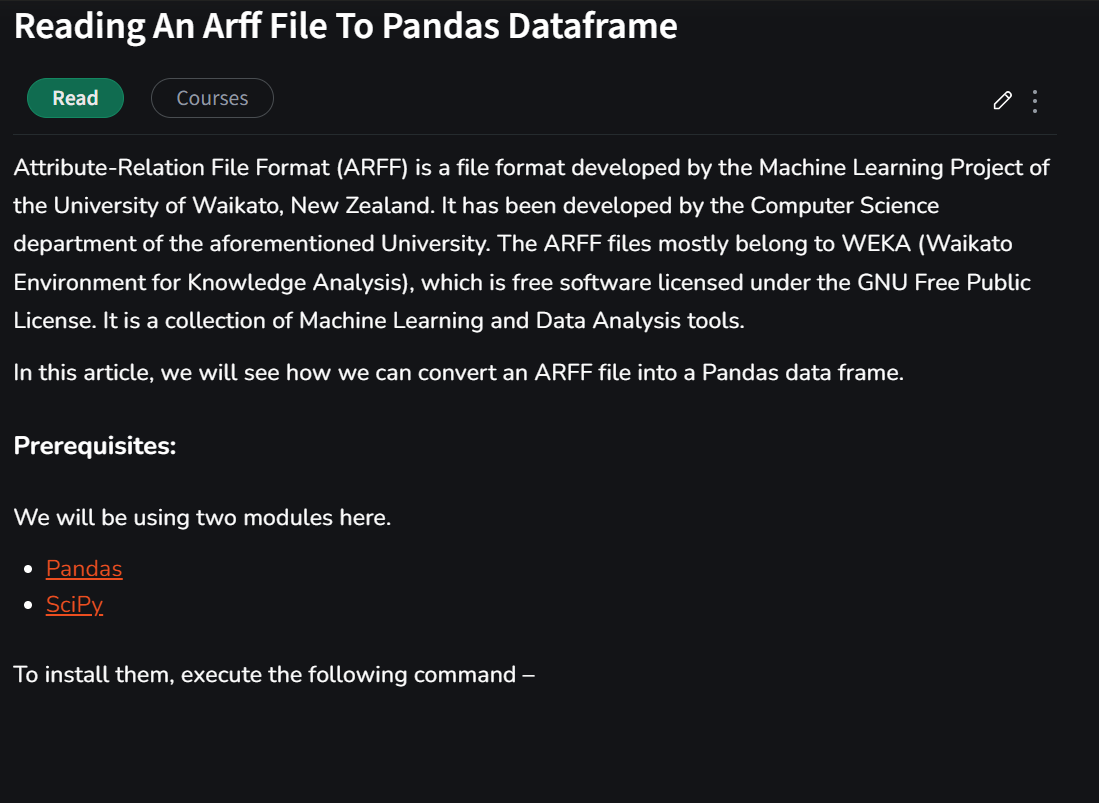 Reading An Arff File To Pandas Dataframe
Read
Courses
Attribute-Relation File Format (ARFF) is a file format developed by the Machine Learning Project of
the University of Waikato, New Zealand. It has been developed by the Computer Science
department of the aforementioned University. The ARFF files mostly belong to WEKA (Waikato
Environment for Knowledge Analysis), which is free software licensed under the GNU Free Public
License. It is a collection of Machine Learning and Data Analysis tools.
In this article, we will see how we can convert an ARFF file into a Pandas data frame.
Prerequisites:
We will be using two modules here.
• Pandas
• SciPy
To install them, execute the following command –